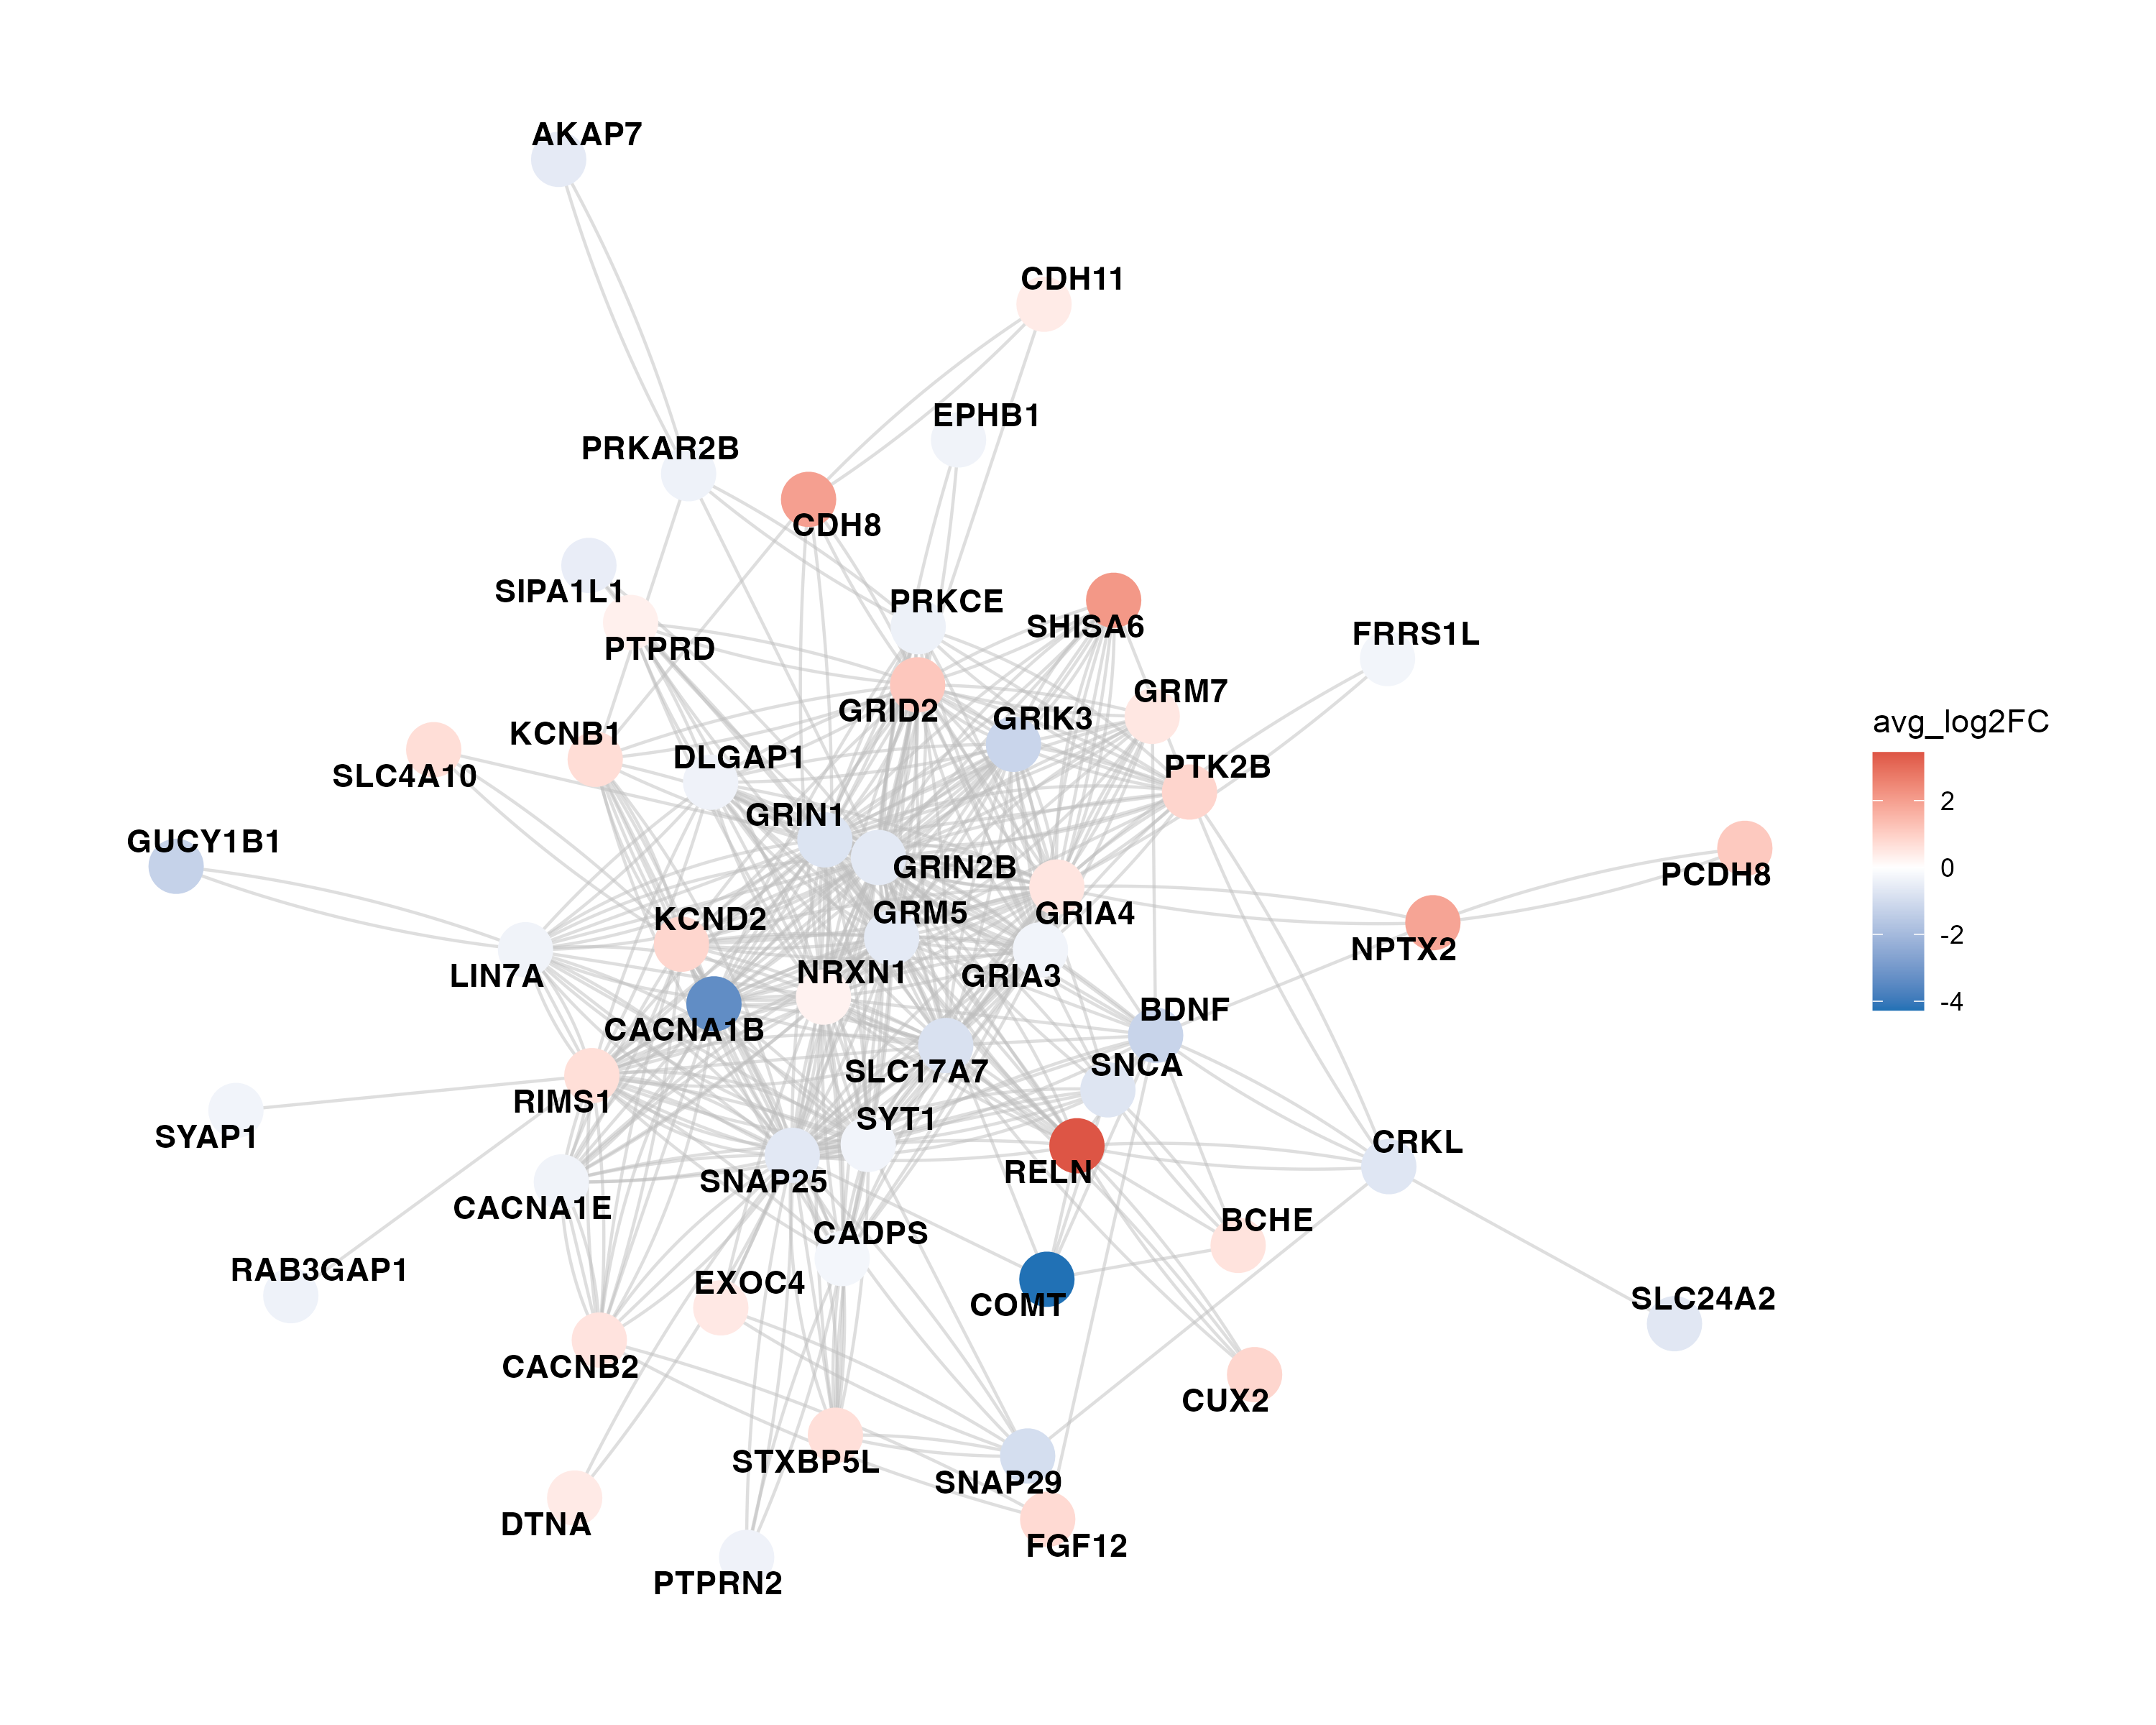 AKAP7
CDH11
EPHB1
PRKAR2B
CDH8
SIPA1L1
PRKCE
SHISA6
FRRS1L
PTPRD
GRM7
GRID2
GRIK3
KCNB1
DLGAP1
PTK2B
SLC4A10
GRIN1
GUCY1B1
GRIN2B
PCDH8
KCND2
GRM5
GRIA4
NPTX2
LIN7A
NRXN1
GRIA3
BDNF
CACNA1B
SNCA
SLC17A7
RIMS1
SYT1
SYAP1
CRKL
RELN
SNAP25
CACNA1E
BCHE
CADPS
RAB3GAP1
EXOC4
COMT
SLC24A2
CACNB2
CUX2
STXBP5L
SNAP29
DTNA
FGF12
PTPRN2
avg_log2FC
2
0
-2
-4